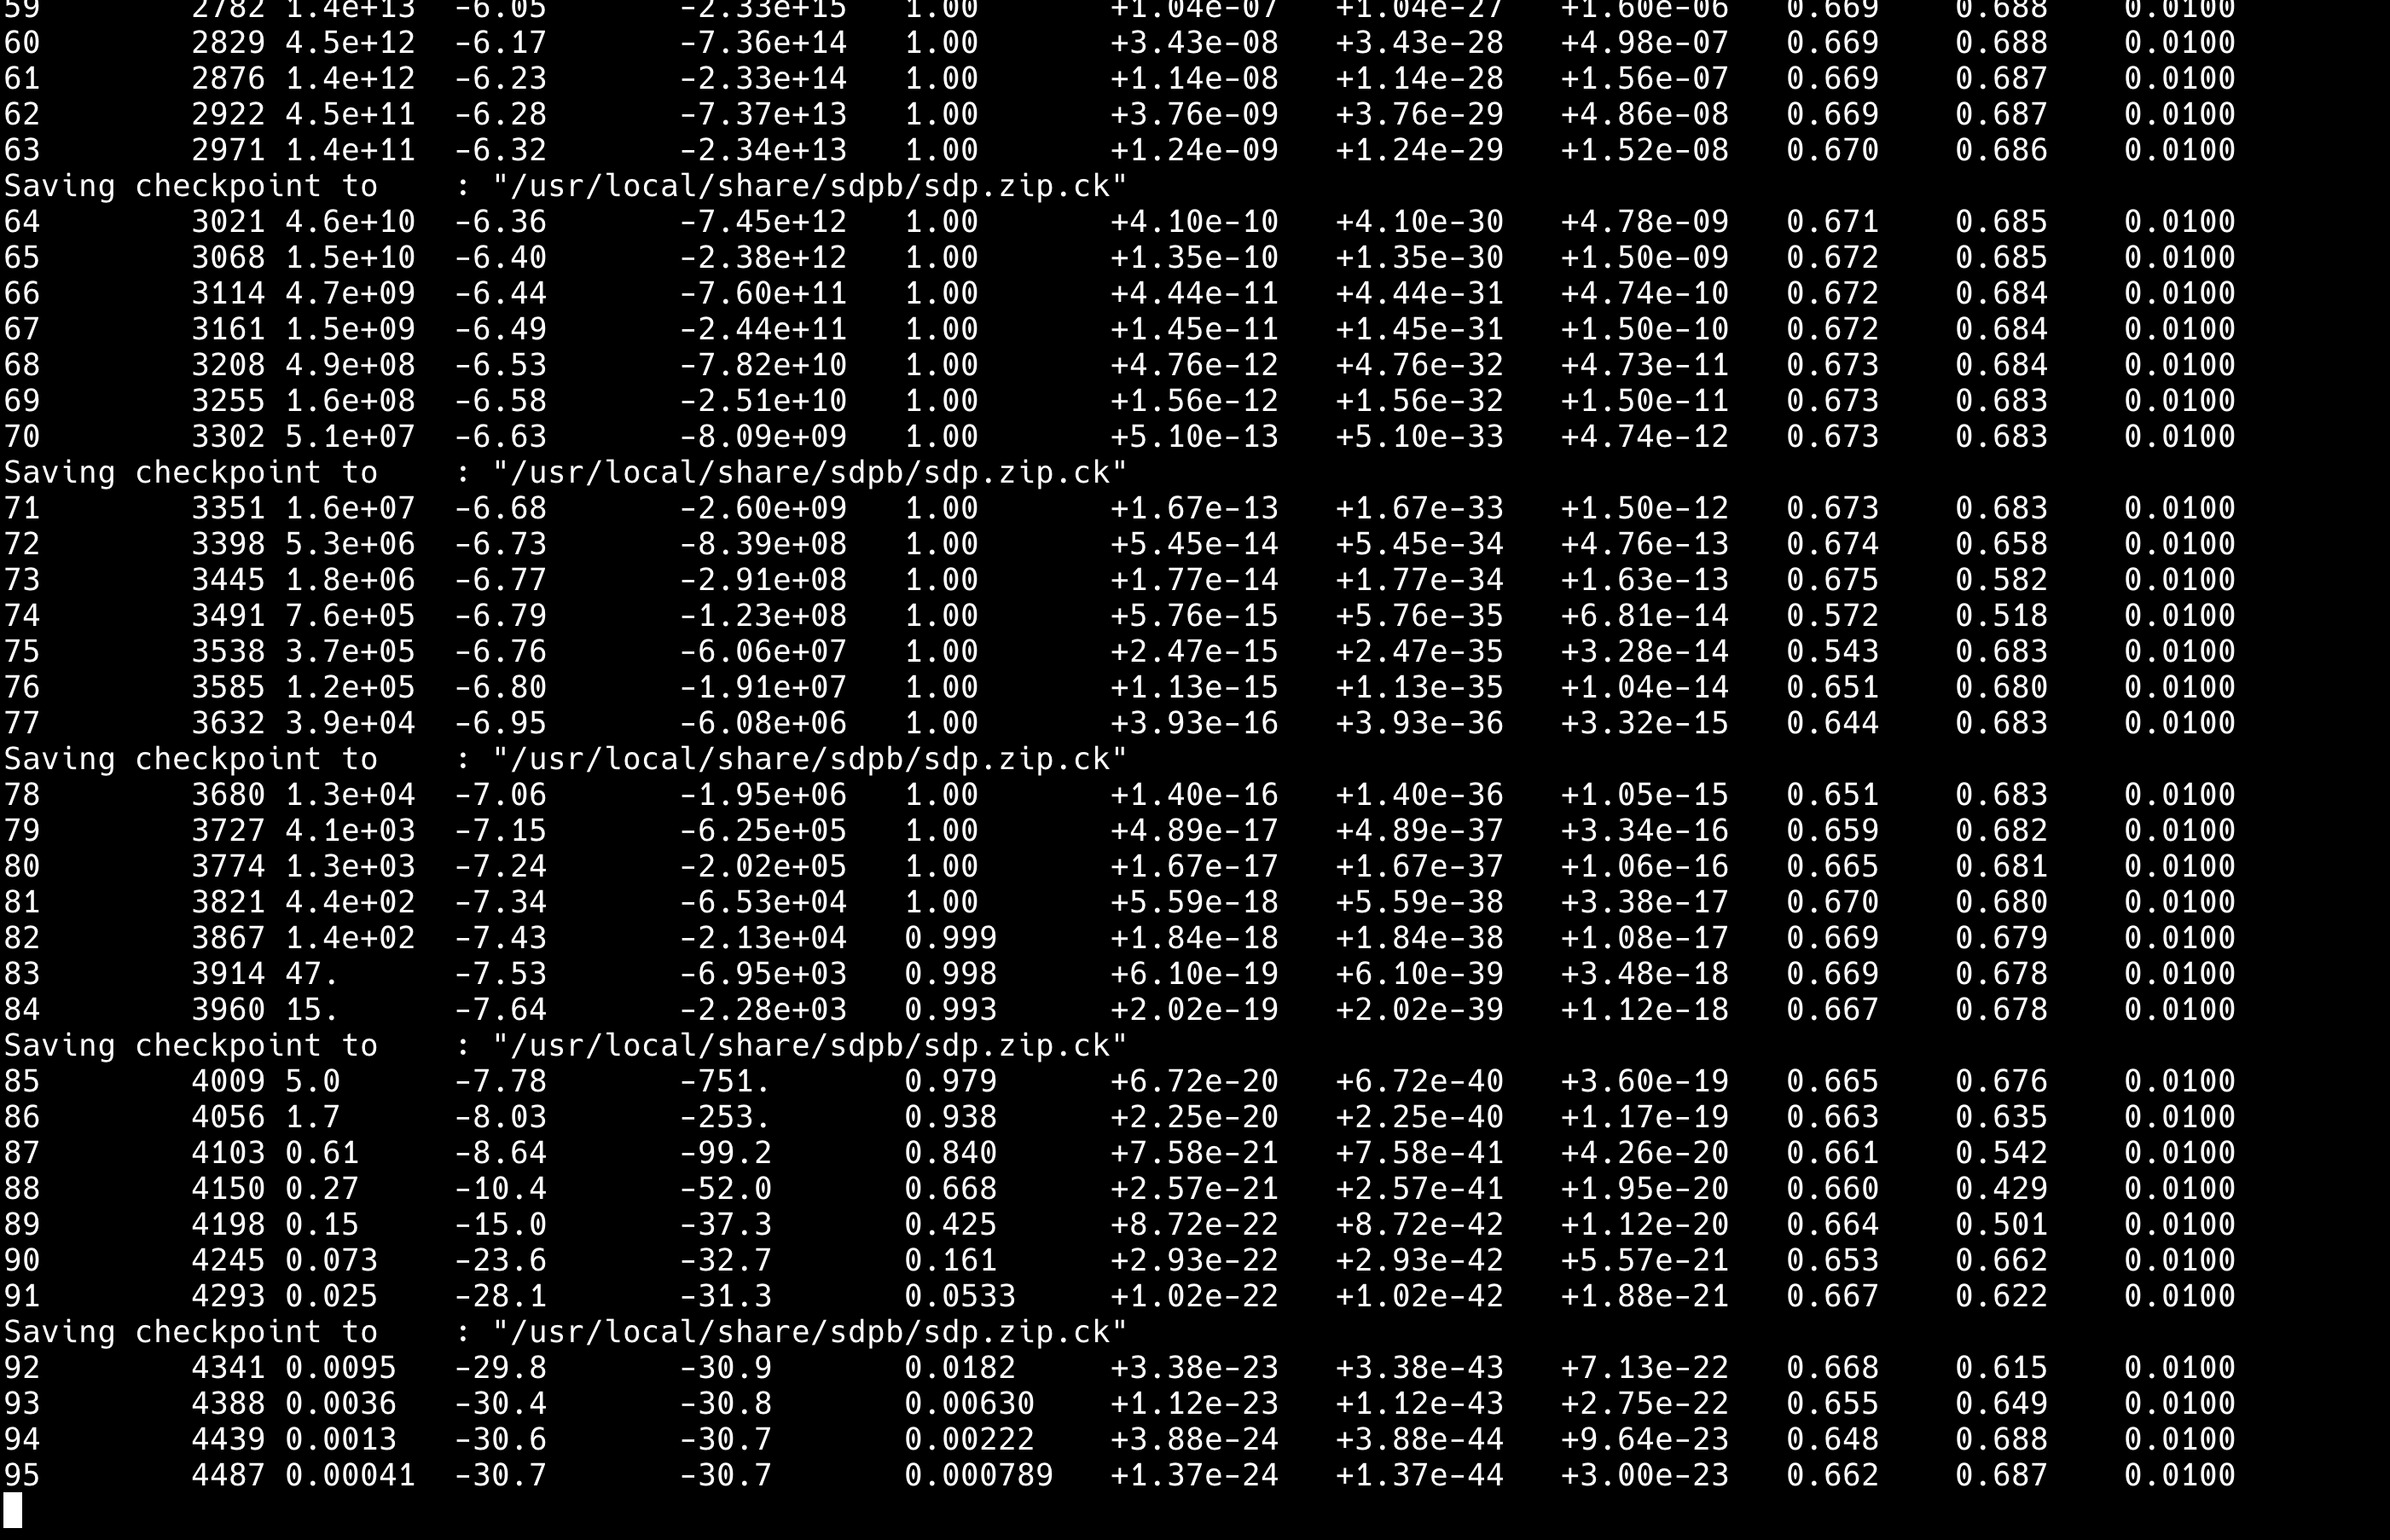 59 2782 1.4e+13 -6.05 -2.33e+15 1.00 +1.04e-07 +1.04e-27 +1.60e-06 0.669 0.688 0.0100
60 2829 4.5e+12 -6.17 -7.36e+14 1.00 +3.43e-08 +3.43e-28 +4.98e-07 0.669 0.688 0.0100
61 2876 1.4e+12 -6.23 -2.33e+14 1.00 +1.14e-08 +1.14e-28 +1.56e-07 0.669 0.687 0.0100
62 2922 4.5e+11 -6.28 -7.37e+13 1.00 +3.76e-09 +3.76e-29 +4.86e-08 0.669 0.687 0.0100
63 2971 1.4e+11 -6.32 -2.34e+13 1.00 +1.24e-09 +1.24e-29 +1.52e-08 0.670 0.686 0.0100
Saving checkpoint to : "/usr/local/share/sdpb/sdp.zip.ck"
64 3021 4.6e+10 -6.36 -7.45e+12 1.00 +4.10e-10 +4.10e-30 +4.78e-09 0.671 0.685 0.0100
65 3068 1.5e+10 -6.40 -2.38e+12 1.00 +1.35e-10 +1.35e-30 +1.50e-09 0.672 0.685 0.0100
66 3114 4.7e+09 -6.44 -7.60e+11 1.00 +4.44e-11 +4.44e-31 +4.74e-10 0.672 0.684 0.0100
67 3161 1.5e+09 -6.49 -2.44e+11 1.00 +1.45e-11 +1.45e-31 +1.50e-10 0.672 0.684 0.0100
68 3208 4.9e+08 -6.53 -7.82e+10 1.00 +4.76e-12 +4.76e-32 +4.73e-11 0.673 0.684 0.0100
69 3255 1.6e+08 -6.58 -2.51e+10 1.00 +1.56e-12 +1.56e-32 +1.50e-11 0.673 0.683 0.0100
70 3302 5.1e+07 -6.63 -8.09e+09 1.00 +5.10e-13 +5.10e-33 +4.74e-12 0.673 0.683 0.0100
Saving checkpoint to : "/usr/local/share/sdpb/sdp.zip.ck"
71 3351 1.6e+07 -6.68 -2.60e+09 1.00 +1.67e-13 +1.67e-33 +1.50e-12 0.673 0.683 0.0100
72 3398 5.3e+06 -6.73 -8.39e+08 1.00 +5.45e-14 +5.45e-34 +4.76e-13 0.674 0.658 0.0100
73 3445 1.8e+06 -6.77 -2.91e+08 1.00 +1.77e-14 +1.77e-34 +1.63e-13 0.675 0.582 0.0100
74 3491 7.6e+05 -6.79 -1.23e+08 1.00 +5.76e-15 +5.76e-35 +6.81e-14 0.572 0.518 0.0100
75 3538 3.7e+05 -6.76 -6.06e+07 1.00 +2.47e-15 +2.47e-35 +3.28e-14 0.543 0.683 0.0100
76 3585 1.2e+05 -6.80 -1.91e+07 1.00 +1.13e-15 +1.13e-35 +1.04e-14 0.651 0.680 0.0100
77 3632 3.9e+04 -6.95 -6.08e+06 1.00 +3.93e-16 +3.93e-36 +3.32e-15 0.644 0.683 0.0100
Saving checkpoint to : "/usr/local/share/sdpb/sdp.zip.ck"
78 3680 1.3e+04 -7.06 -1.95e+06 1.00 +1.40e-16 +1.40e-36 +1.05e-15 0.651 0.683 0.0100
79 3727 4.1e+03 -7.15 -6.25e+05 1.00 +4.89e-17 +4.89e-37 +3.34e-16 0.659 0.682 0.0100
80 3774 1.3e+03 -7.24 -2.02e+05 1.00 +1.67e-17 +1.67e-37 +1.06e-16 0.665 0.681 0.0100
81 3821 4.4e+02 -7.34 -6.53e+04 1.00 +5.59e-18 +5.59e-38 +3.38e-17 0.670 0.680 0.0100
82 3867 1.4e+02 -7.43 -2.13e+04 0.999 +1.84e-18 +1.84e-38 +1.08e-17 0.669 0.679 0.0100
83 3914 47. -7.53 -6.95e+03 0.998 +6.10e-19 +6.10e-39 +3.48e-18 0.669 0.678 0.0100
84 3960 15. -7.64 -2.28e+03 0.993 +2.02e-19 +2.02e-39 +1.12e-18 0.667 0.678 0.0100
Saving checkpoint to : "/usr/local/share/sdpb/sdp.zip.ck"
85 4009 5.0 -7.78 -751. 0.979 +6.72e-20 +6.72e-40 +3.60e-19 0.665 0.676 0.0100
86 4056 1.7 -8.03 -253. 0.938 +2.25e-20 +2.25e-40 +1.17e-19 0.663 0.635 0.0100
87 4103 0.61 -8.64 -99.2 0.840 +7.58e-21 +7.58e-41 +4.26e-20 0.661 0.542 0.0100
88 4150 0.27 -10.4 -52.0 0.668 +2.57e-21 +2.57e-41 +1.95e-20 0.660 0.429 0.0100
89 4198 0.15 -15.0 -37.3 0.425 +8.72e-22 +8.72e-42 +1.12e-20 0.664 0.501 0.0100
90 4245 0.073 -23.6 -32.7 0.161 +2.93e-22 +2.93e-42 +5.57e-21 0.653 0.662 0.0100
91 4293 0.025 -28.1 -31.3 0.0533 +1.02e-22 +1.02e-42 +1.88e-21 0.667 0.622 0.0100
Saving checkpoint to : "/usr/local/share/sdpb/sdp.zip.ck"
92 4341 0.0095 -29.8 -30.9 0.0182 +3.38e-23 +3.38e-43 +7.13e-22 0.668 0.615 0.0100
93 4388 0.0036 -30.4 -30.8 0.00630 +1.12e-23 +1.12e-43 +2.75e-22 0.655 0.649 0.0100
94 4439 0.0013 -30.6 -30.7 0.00222 +3.88e-24 +3.88e-44 +9.64e-23 0.648 0.688 0.0100
95 4487 0.00041 -30.7 -30.7 0.000789 +1.37e-24 +1.37e-44 +3.00e-23 0.662 0.687 0.0100